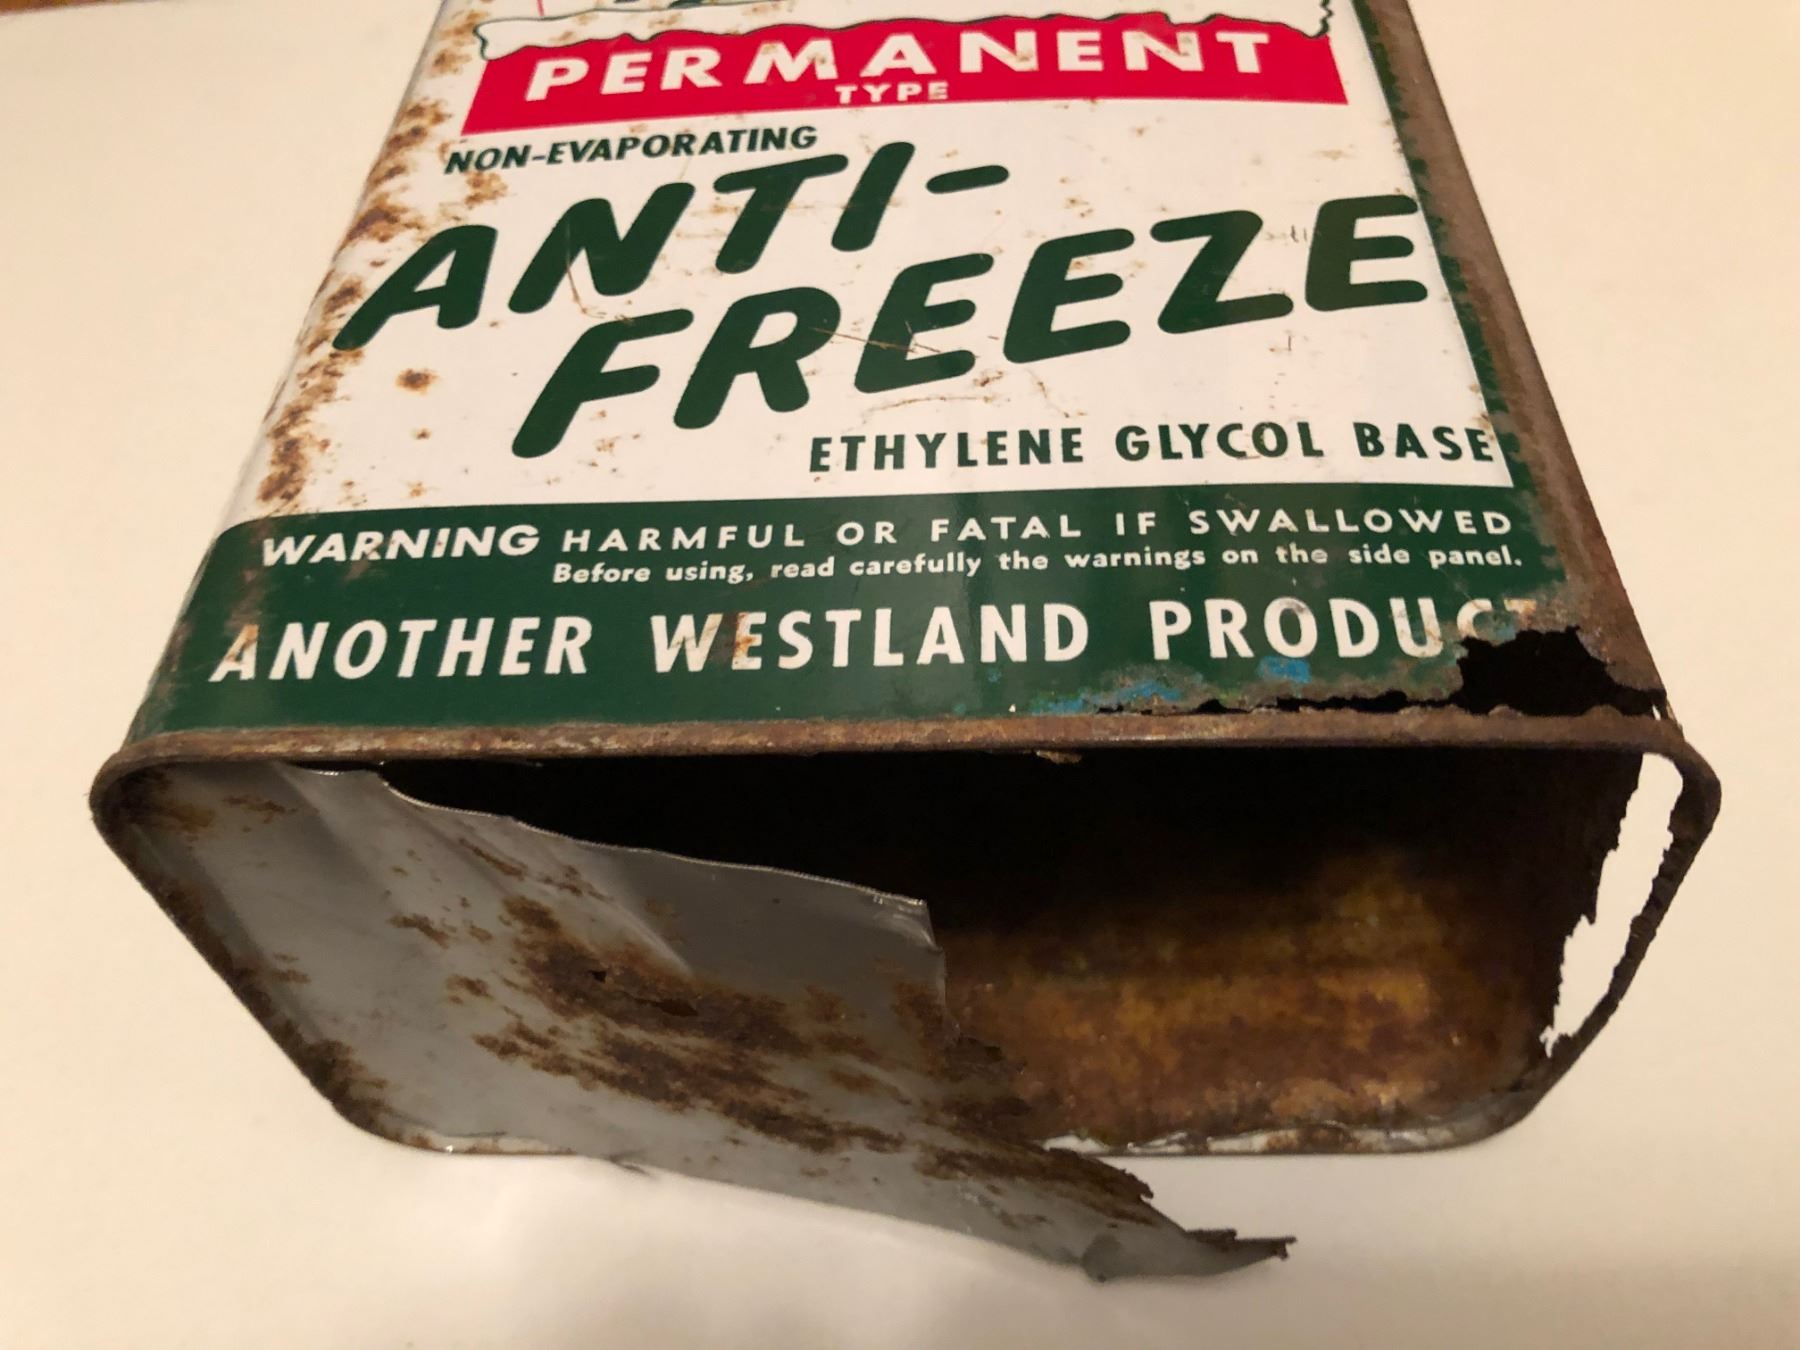 PERMANENT
TYPE
NON-EVAPORATING
ANTI-
FREEZE
ETHYLENE GLYCOL BASE
WARNING HARMFUL OR FATAL IF SWALLOWED
Before using, read carefully the warnings on the side panel.
ANOTHER WESTLAND PRODUCT